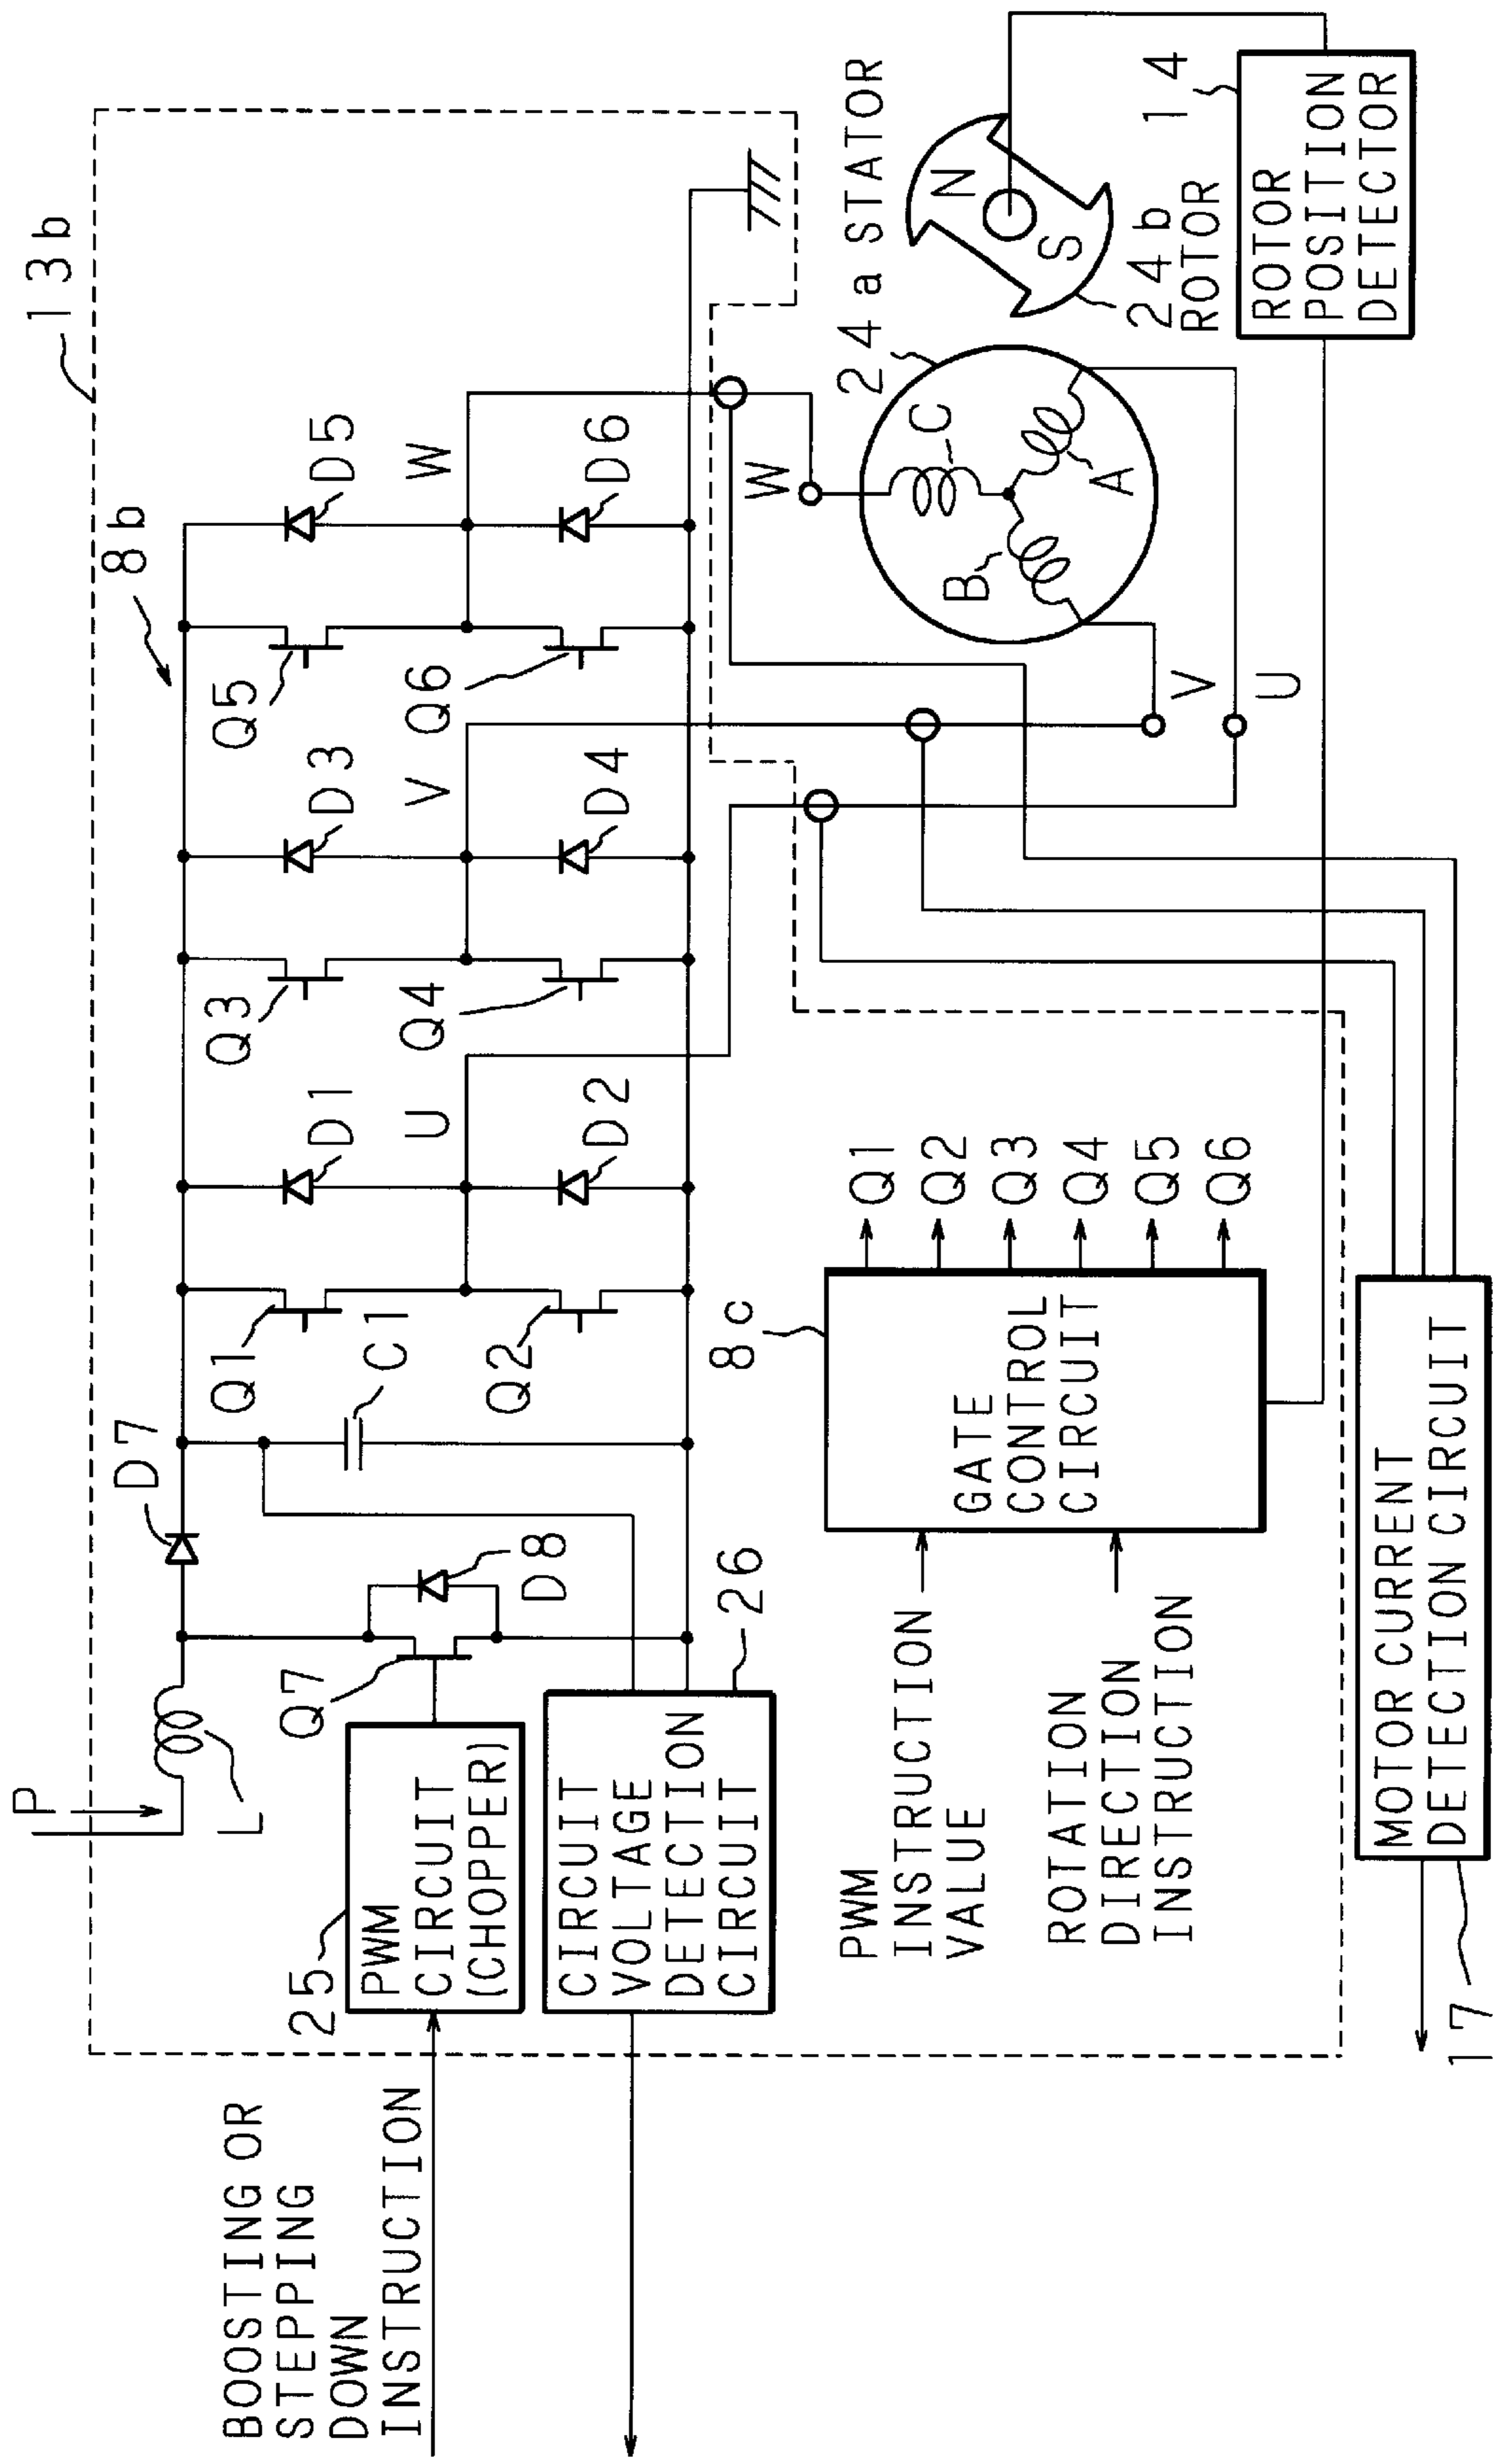 13b
P
L
D7
8b
Q1
D1
Q3
D3
Q5
D5
C1
U
V
W
Q2
D2
Q4
D4
Q6
D6
Q7
D8
25
PWM
CIRCUIT
(CHOPPER)
BOOSTING OR
STEPPING
DOWN
INSTRUCTION
CIRCUIT
VOLTAGE
DETECTION
CIRCUIT
26
8c
GATE
CONTROL
CIRCUIT
PWM
INSTRUCTION
VALUE
ROTATION
DIRECTION
INSTRUCTION
Q1
Q2
Q3
Q4
Q5
Q6
W
V
U
24a STATOR
C
B
A
N
S
24b
ROTOR
14
ROTOR
POSITION
DETECTOR
MOTOR CURRENT
DETECTION CIRCUIT
17